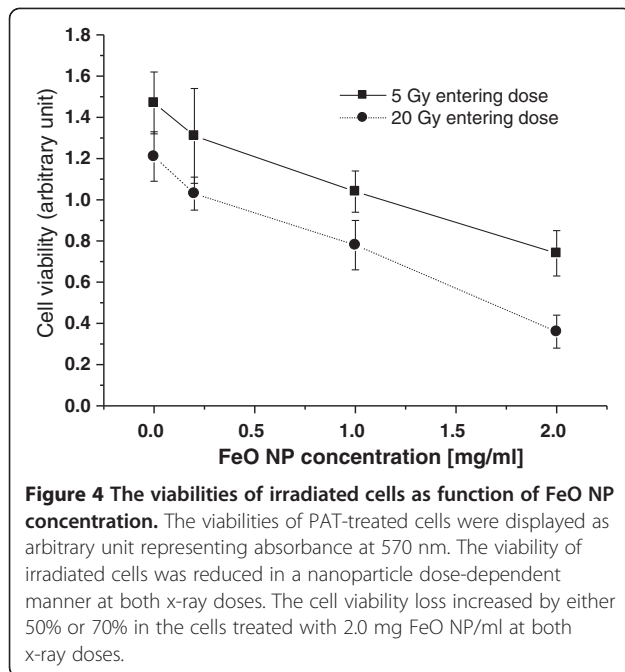 1.8
1.6
1.4
1.2
1.0
0.8
0.6
0.4
0.2
0.0
Cell viability (arbitrary unit)
5 Gy entering dose
20 Gy entering dose
0.0 0.5 1.0 1.5 2.0
FeO NP concentration [mg/ml]
Figure 4 The viabilities of irradiated cells as function of FeO NP
concentration. The viabilities of PAT-treated cells were displayed as
arbitrary unit representing absorbance at 570 nm. The viability of
irradiated cells was reduced in a nanoparticle dose-dependent
manner at both x-ray doses. The cell viability loss increased by either
50% or 70% in the cells treated with 2.0 mg FeO NP/ml at both
x-ray doses.